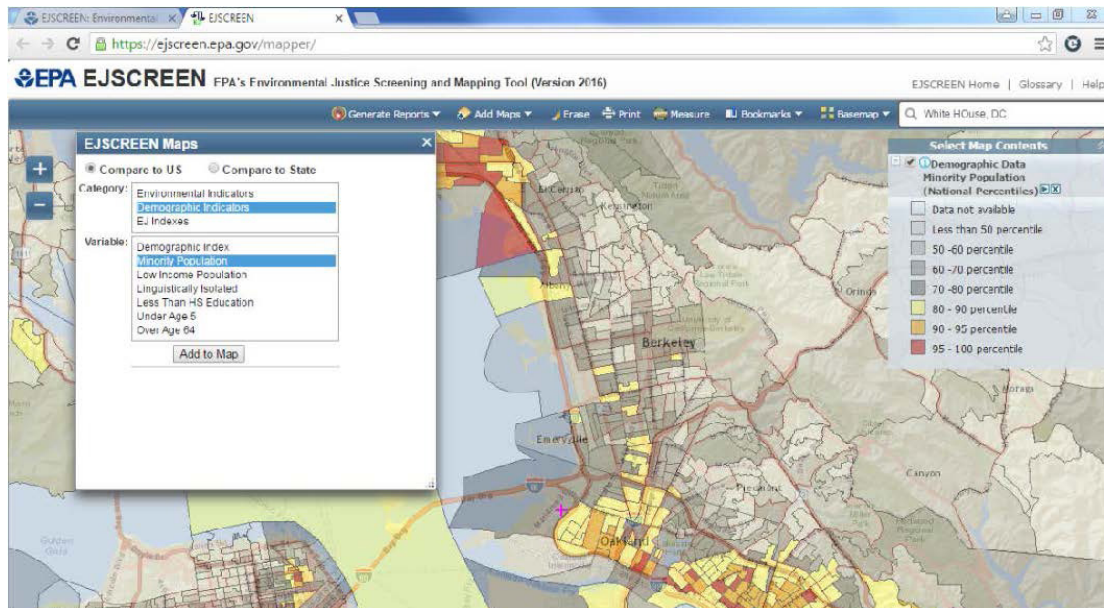 EJSCREEN: Environmental
EJSCREEN
https://ejscreen.epa.gov/mapper/
EPA EJSCREEN EPA's Environmental Justice Screening and Mapping Tool (Version 2016)
EJSCREEN Home | Glossary | Help
Generate Reports Add Maps Erase Print Measure Bookmarks Basemap White HOuse, DC
EJSCREEN Maps
Compare to US Compare to State
Category:
Environmental Indicators
Demographic Indicators
EJ Indexes
Variable:
Demographic Index
Minority Population
Low Income Population
Linguistically Isolated
Less Than HS Education
Under Age 5
Over Age 64
Add to Map
Select Map Contents
Demographic Data
Minority Population
(National Percentiles)
Data not available
Less than 50 percentile
50 -60 percentile
60 -70 percentile
70 -80 percentile
80 - 90 percentile
90 - 95 percentile
95 - 100 percentile
El Cerrito
Kensington
Orinda
Berkeley
Moraga
Emeryville
Canyon
Piedmont
Oakland
Golden
Gate